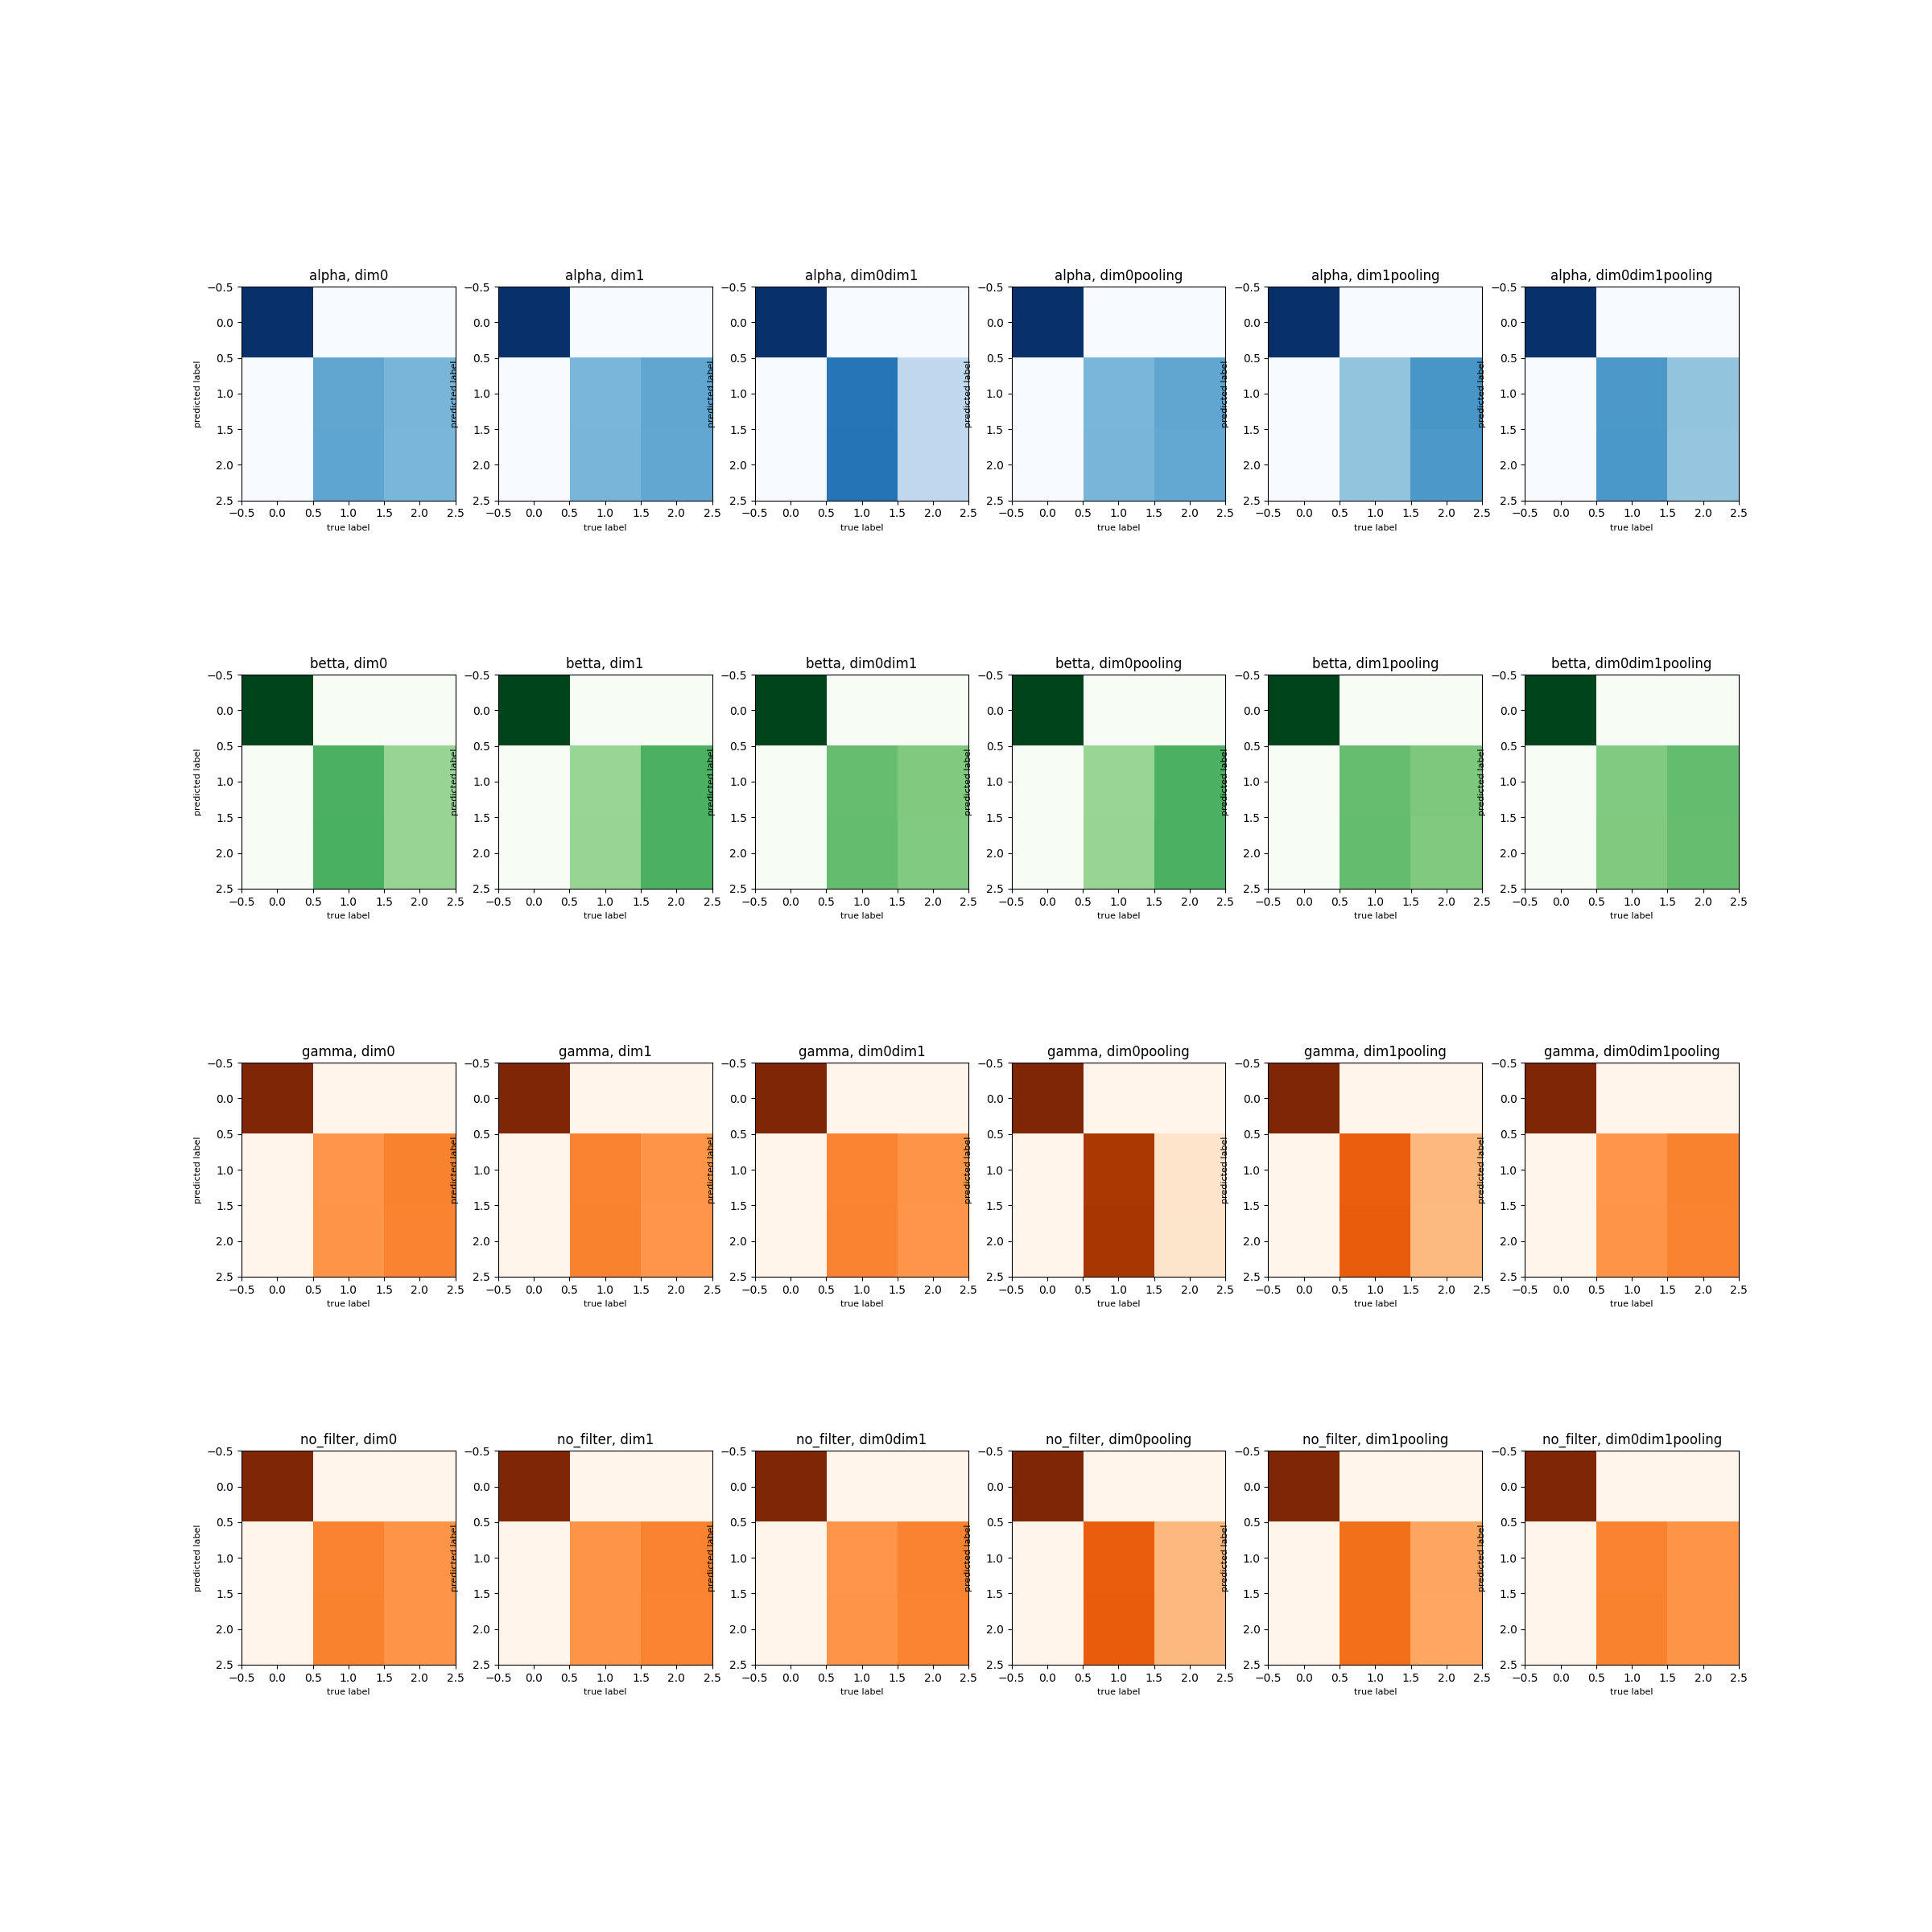 alpha, dim0 alpha, dim1 alpha, dim0dim1 alpha, dim0pooling alpha, dim1pooling alpha, dim0dim1pooling
−0.5 −0.5 −0.5 −0.5 −0.5 −0.5
0.0 0.0 0.0 0.0 0.0 0.0
0.5 0.5 0.5 0.5 0.5 0.5
predicted label predicted label predicted label predicted label predicted label predicted label
1.0 1.0 1.0 1.0 1.0 1.0
1.5 1.5 1.5 1.5 1.5 1.5
2.0 2.0 2.0 2.0 2.0 2.0
2.5 2.5 2.5 2.5 2.5 2.5
−0.5 0.0 0.5 1.0 1.5 2.0 2.5 −0.5 0.0 0.5 1.0 1.5 2.0 2.5 −0.5 0.0 0.5 1.0 1.5 2.0 2.5 −0.5 0.0 0.5 1.0 1.5 2.0 2.5 −0.5 0.0 0.5 1.0 1.5 2.0 2.5 −0.5 0.0 0.5 1.0 1.5 2.0 2.5
true label true label true label true label true label true label
betta, dim0 betta, dim1 betta, dim0dim1 betta, dim0pooling betta, dim1pooling betta, dim0dim1pooling
−0.5 −0.5 −0.5 −0.5 −0.5 −0.5
0.0 0.0 0.0 0.0 0.0 0.0
0.5 0.5 0.5 0.5 0.5 0.5
predicted label predicted label predicted label predicted label predicted label predicted label
1.0 1.0 1.0 1.0 1.0 1.0
1.5 1.5 1.5 1.5 1.5 1.5
2.0 2.0 2.0 2.0 2.0 2.0
2.5 2.5 2.5 2.5 2.5 2.5
−0.5 0.0 0.5 1.0 1.5 2.0 2.5 −0.5 0.0 0.5 1.0 1.5 2.0 2.5 −0.5 0.0 0.5 1.0 1.5 2.0 2.5 −0.5 0.0 0.5 1.0 1.5 2.0 2.5 −0.5 0.0 0.5 1.0 1.5 2.0 2.5 −0.5 0.0 0.5 1.0 1.5 2.0 2.5
true label true label true label true label true label true label
gamma, dim0 gamma, dim1 gamma, dim0dim1 gamma, dim0pooling gamma, dim1pooling gamma, dim0dim1pooling
−0.5 −0.5 −0.5 −0.5 −0.5 −0.5
0.0 0.0 0.0 0.0 0.0 0.0
0.5 0.5 0.5 0.5 0.5 0.5
predicted label predicted label predicted label predicted label predicted label predicted label
1.0 1.0 1.0 1.0 1.0 1.0
1.5 1.5 1.5 1.5 1.5 1.5
2.0 2.0 2.0 2.0 2.0 2.0
2.5 2.5 2.5 2.5 2.5 2.5
−0.5 0.0 0.5 1.0 1.5 2.0 2.5 −0.5 0.0 0.5 1.0 1.5 2.0 2.5 −0.5 0.0 0.5 1.0 1.5 2.0 2.5 −0.5 0.0 0.5 1.0 1.5 2.0 2.5 −0.5 0.0 0.5 1.0 1.5 2.0 2.5 −0.5 0.0 0.5 1.0 1.5 2.0 2.5
true label true label true label true label true label true label
no_filter, dim0 no_filter, dim1 no_filter, dim0dim1 no_filter, dim0pooling no_filter, dim1pooling no_filter, dim0dim1pooling
−0.5 −0.5 −0.5 −0.5 −0.5 −0.5
0.0 0.0 0.0 0.0 0.0 0.0
0.5 0.5 0.5 0.5 0.5 0.5
predicted label predicted label predicted label predicted label predicted label predicted label
1.0 1.0 1.0 1.0 1.0 1.0
1.5 1.5 1.5 1.5 1.5 1.5
2.0 2.0 2.0 2.0 2.0 2.0
2.5 2.5 2.5 2.5 2.5 2.5
−0.5 0.0 0.5 1.0 1.5 2.0 2.5 −0.5 0.0 0.5 1.0 1.5 2.0 2.5 −0.5 0.0 0.5 1.0 1.5 2.0 2.5 −0.5 0.0 0.5 1.0 1.5 2.0 2.5 −0.5 0.0 0.5 1.0 1.5 2.0 2.5 −0.5 0.0 0.5 1.0 1.5 2.0 2.5
true label true label true label true label true label true label